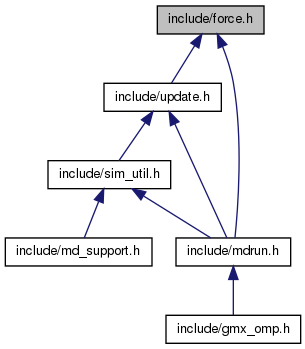 include/force.h
include/update.h
include/sim_util.h
include/md_support.h
include/mdrun.h
include/gmx_omp.h